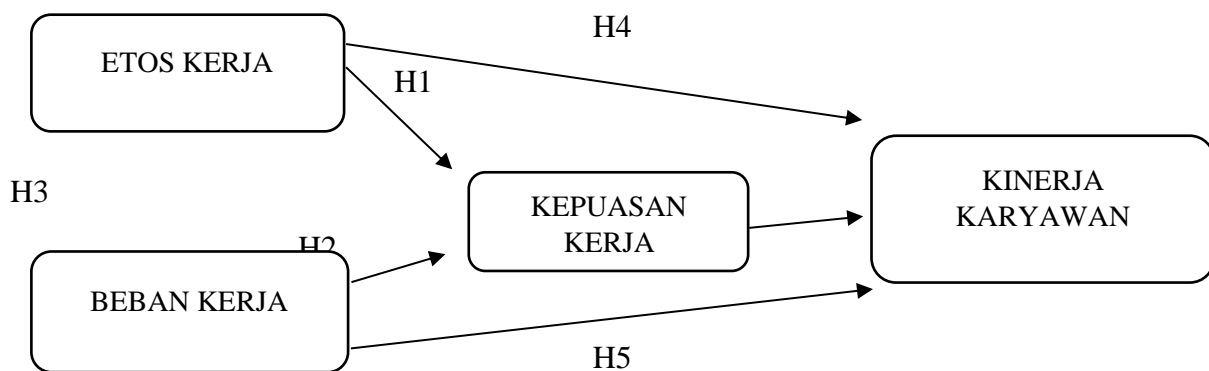 H4
ETOS KERJA
H1
H3
KEPUASAN
KERJA
KINERJA
KARYAWAN
H2
BEBAN KERJA
H5